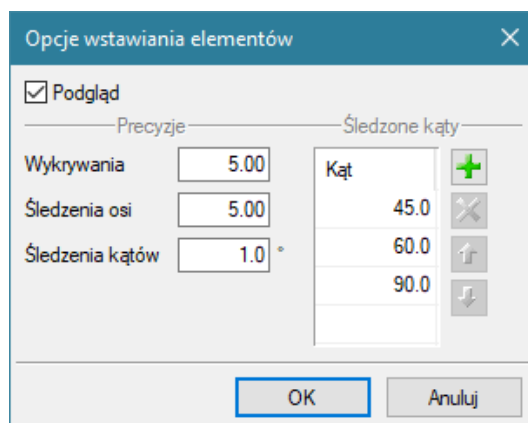 Opcje wstawiania elementów
Podgląd
Precyzje
Wykrywania 5.00
Śledzenia osi 5.00
Śledzenia kątów 1.0 °
Śledzone kąty
Kąt
45.0
60.0
90.0
OK Anuluj